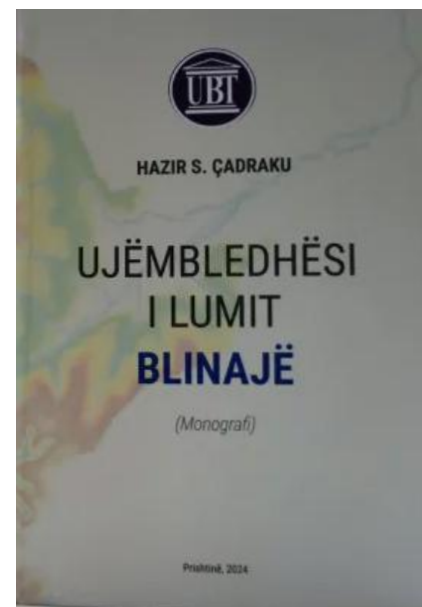 UBT
HAZIR S. ÇADRAKU
UJËMBLEDHËSI
I LUMIT
BLINAJË
(Monografi)
Prishtinë, 2024